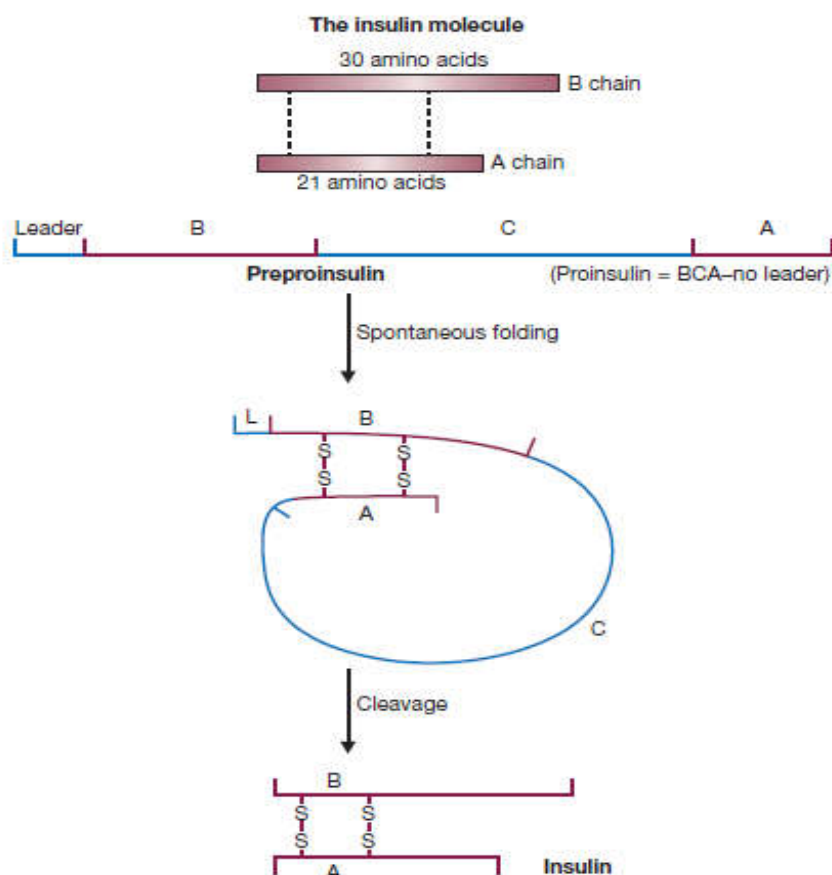 The insulin molecule
30 amino acids
B chain
A chain
21 amino acids
Leader B C A
Preproinsulin (Proinsulin = BCA–no leader)
Spontaneous folding
L B
S S
S S
A
C
Cleavage
B
S S
S S
A Insulin